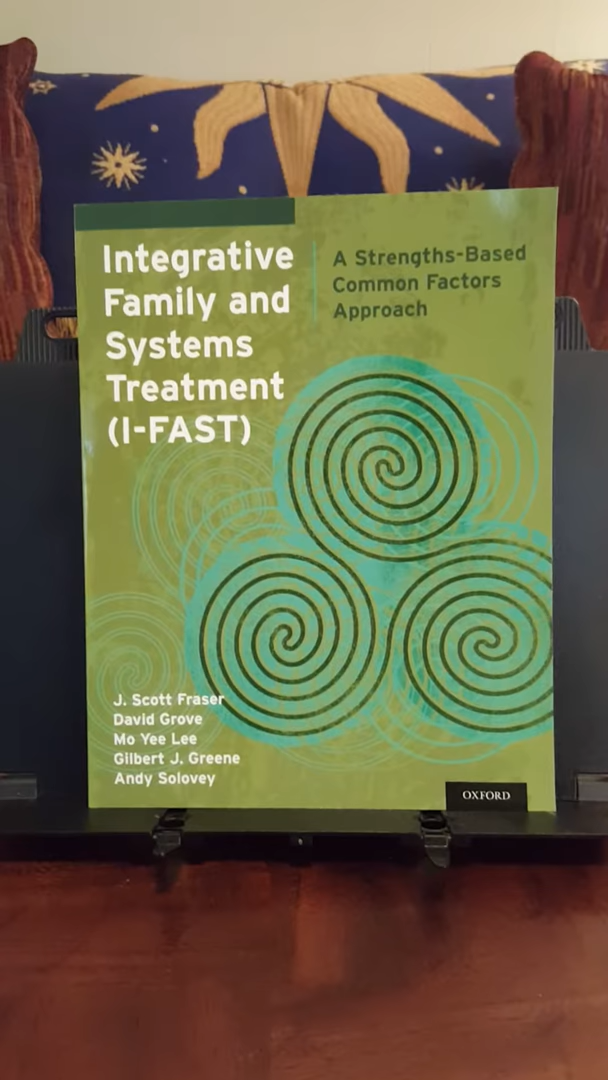 Integrative
Family and
Systems
Treatment
(I-FAST)
A Strengths-Based
Common Factors
Approach
J. Scott Fraser
David Grove
Mo Yee Lee
Gilbert J. Greene
Andy Solovey
OXFORD